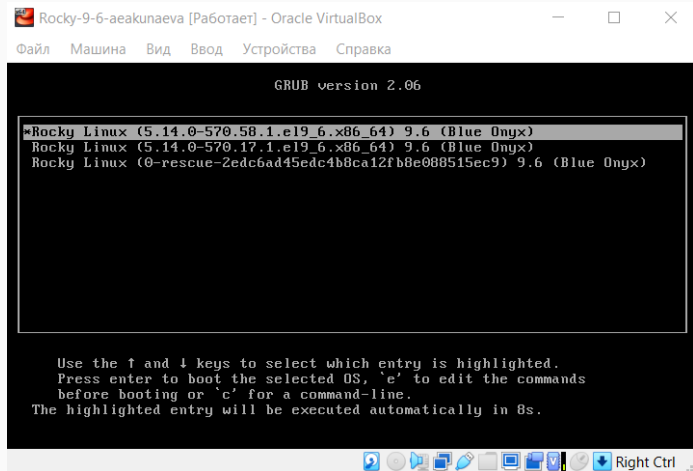 Rocky-9-6-aeakunaeva [Работает] - Oracle VirtualBox
Файл Машина Вид Ввод Устройства Справка
GRUB version 2.06
*Rocky Linux (5.14.0-570.58.1.el9_6.x86_64) 9.6 (Blue Onyx)
Rocky Linux (5.14.0-570.17.1.el9_6.x86_64) 9.6 (Blue Onyx)
Rocky Linux (0-rescue-2edc6ad45edc4b8ca12fb8e088515ec9) 9.6 (Blue Onyx)
Use the ↑ and ↓ keys to select which entry is highlighted.
Press enter to boot the selected OS, `e' to edit the commands
before booting or `c' for a command-line.
The highlighted entry will be executed automatically in 8s.
Right Ctrl